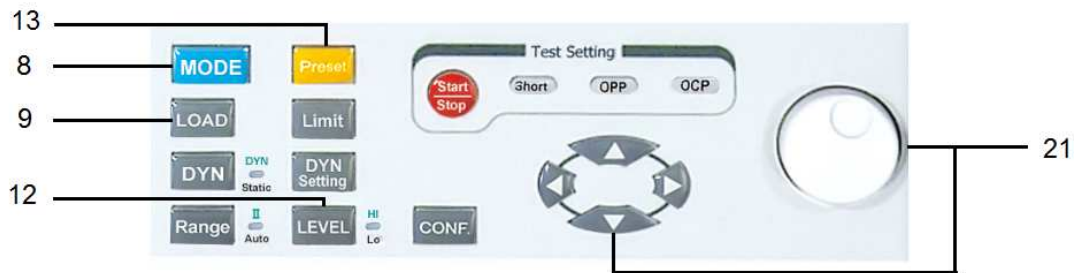 13
8
MODE
Preset
Test Setting
Start
Stop
Short
OPP
OCP
9
LOAD
Limit
21
DYN
DYN
Static
DYN
Setting
12
Range
II
Auto
LEVEL
HI
Lo
CONF.